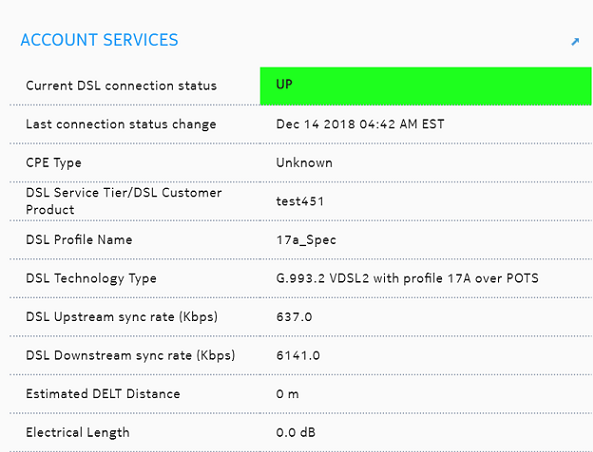 ACCOUNT SERVICES
Current DSL connection status UP
Last connection status change Dec 14 2018 04:42 AM EST
CPE Type Unknown
DSL Service Tier/DSL Customer
Product test451
DSL Profile Name 17a_Spec
DSL Technology Type G.993.2 VDSL2 with profile 17A over POTS
DSL Upstream sync rate (Kbps) 637.0
DSL Downstream sync rate (Kbps) 6141.0
Estimated DELT Distance 0 m
Electrical Length 0.0 dB